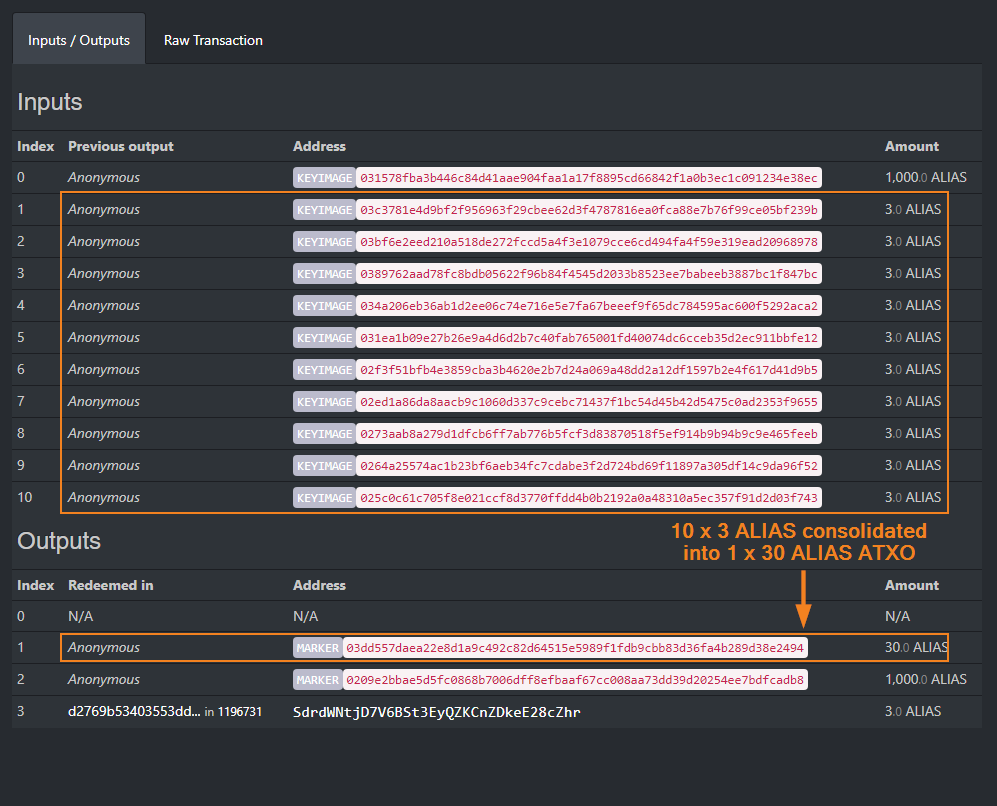 Inputs / Outputs Raw Transaction
Inputs
Index Previous output Address Amount
0 Anonymous KEYIMAGE 031578fba3b446c84d41aae904faa1a17f8895cd66842f1a0b3ec1c091234e38ec 1,000.0 ALIAS
1 Anonymous KEYIMAGE 03c3781e4d9bf2f956963f29cbee62d3f4787816ea0fca88e7b76f99ce05bf239b 3.0 ALIAS
2 Anonymous KEYIMAGE 03bf6e2eed210a518de272fccd5a4f3e1079cce6cd494fa4f59e319ead20968978 3.0 ALIAS
3 Anonymous KEYIMAGE 0389762aad78fc8bdb05622f96b84f4545d2033b8523ee7babeeb3887bc1f847bc 3.0 ALIAS
4 Anonymous KEYIMAGE 034a206eb36ab1d2ee06c74e716e5e7fa67beeef9f65dc784595ac600f5292aca2 3.0 ALIAS
5 Anonymous KEYIMAGE 031ea1b09e27b26e9a4d6d2b7c40fab765001fd40074dc6cceb35d2ec911bbfe12 3.0 ALIAS
6 Anonymous KEYIMAGE 02f3f51bfb4e3859cba3b4620e2b7d24a069a48dd2a12df1597b2e4f617d41d9b5 3.0 ALIAS
7 Anonymous KEYIMAGE 02ed1a86da8aacb9c1060d337c9cebc71437f1bc54d45b42d5475c0ad2353f9655 3.0 ALIAS
8 Anonymous KEYIMAGE 0273aab8a279d1dfcb6ff7ab776b5fcf3d83870518f5ef914b9b94b9c9e465feeb 3.0 ALIAS
9 Anonymous KEYIMAGE 0264a25574ac1b23bf6aeb34fc7cdabe3f2d724bd69f11897a305df14c9da96f52 3.0 ALIAS
10 Anonymous KEYIMAGE 025c0c61c705f8e021ccf8d3770ffdd4b0b2192a0a48310a5ec357f91d2d03f743 3.0 ALIAS
Outputs
10 x 3 ALIAS consolidated
into 1 x 30 ALIAS ATXO
Index Redeemed in Address Amount
0 N/A N/A N/A
1 Anonymous MARKER 03dd557daea22e8d1a9c492c82d64515e5989f1fdb9cbb83d36fa4b289d38e2494 30.0 ALIAS
2 Anonymous MARKER 0209e2bbae5d5fc0868b7006dff8efbaaf67cc008aa73dd39d20254ee7bdfcadb8 1,000.0 ALIAS
3 d2769b53403553dd... in 1196731 SdrdWNtjD7V6BSt3EyQZKCnZDkeE28cZhr 3.0 ALIAS